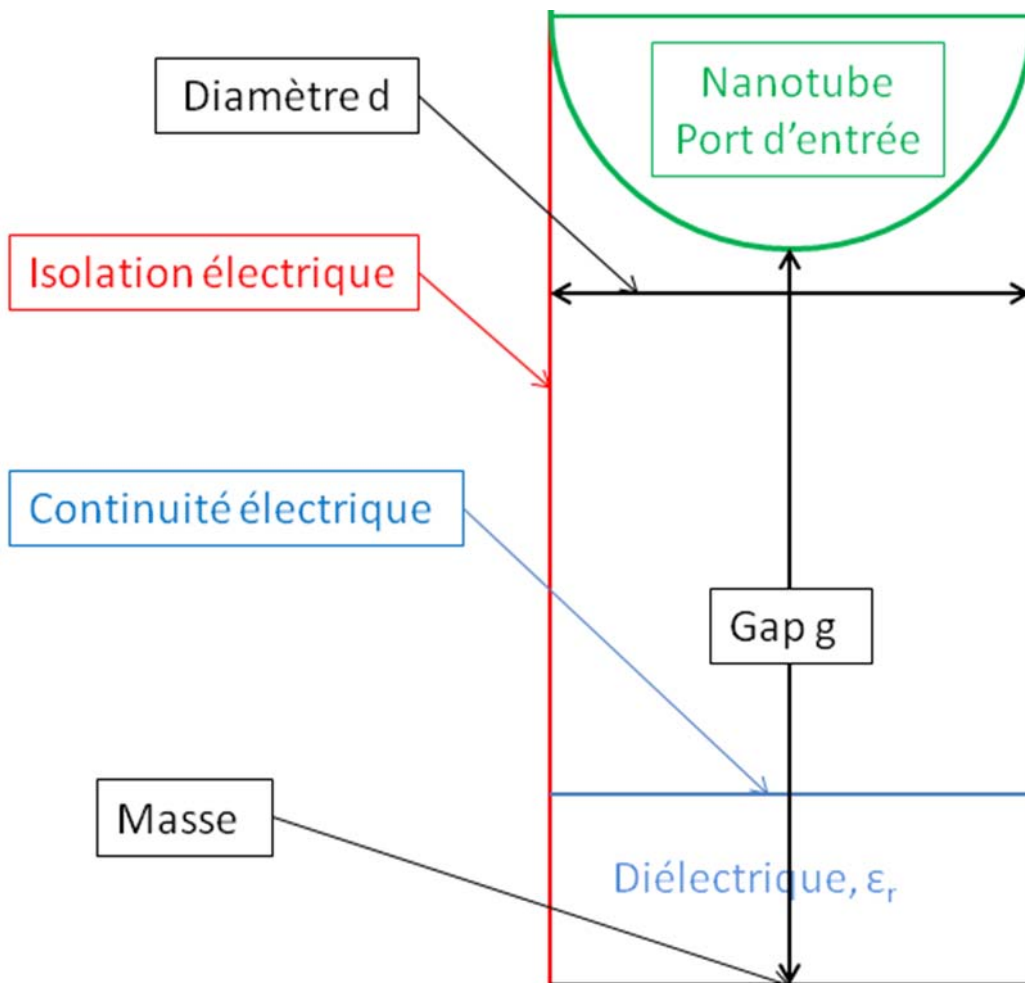 Diamètre d
Nanotube
Port d'entrée
Isolation électrique
Continuité électrique
Gap g
Masse
Diélectrique, εr